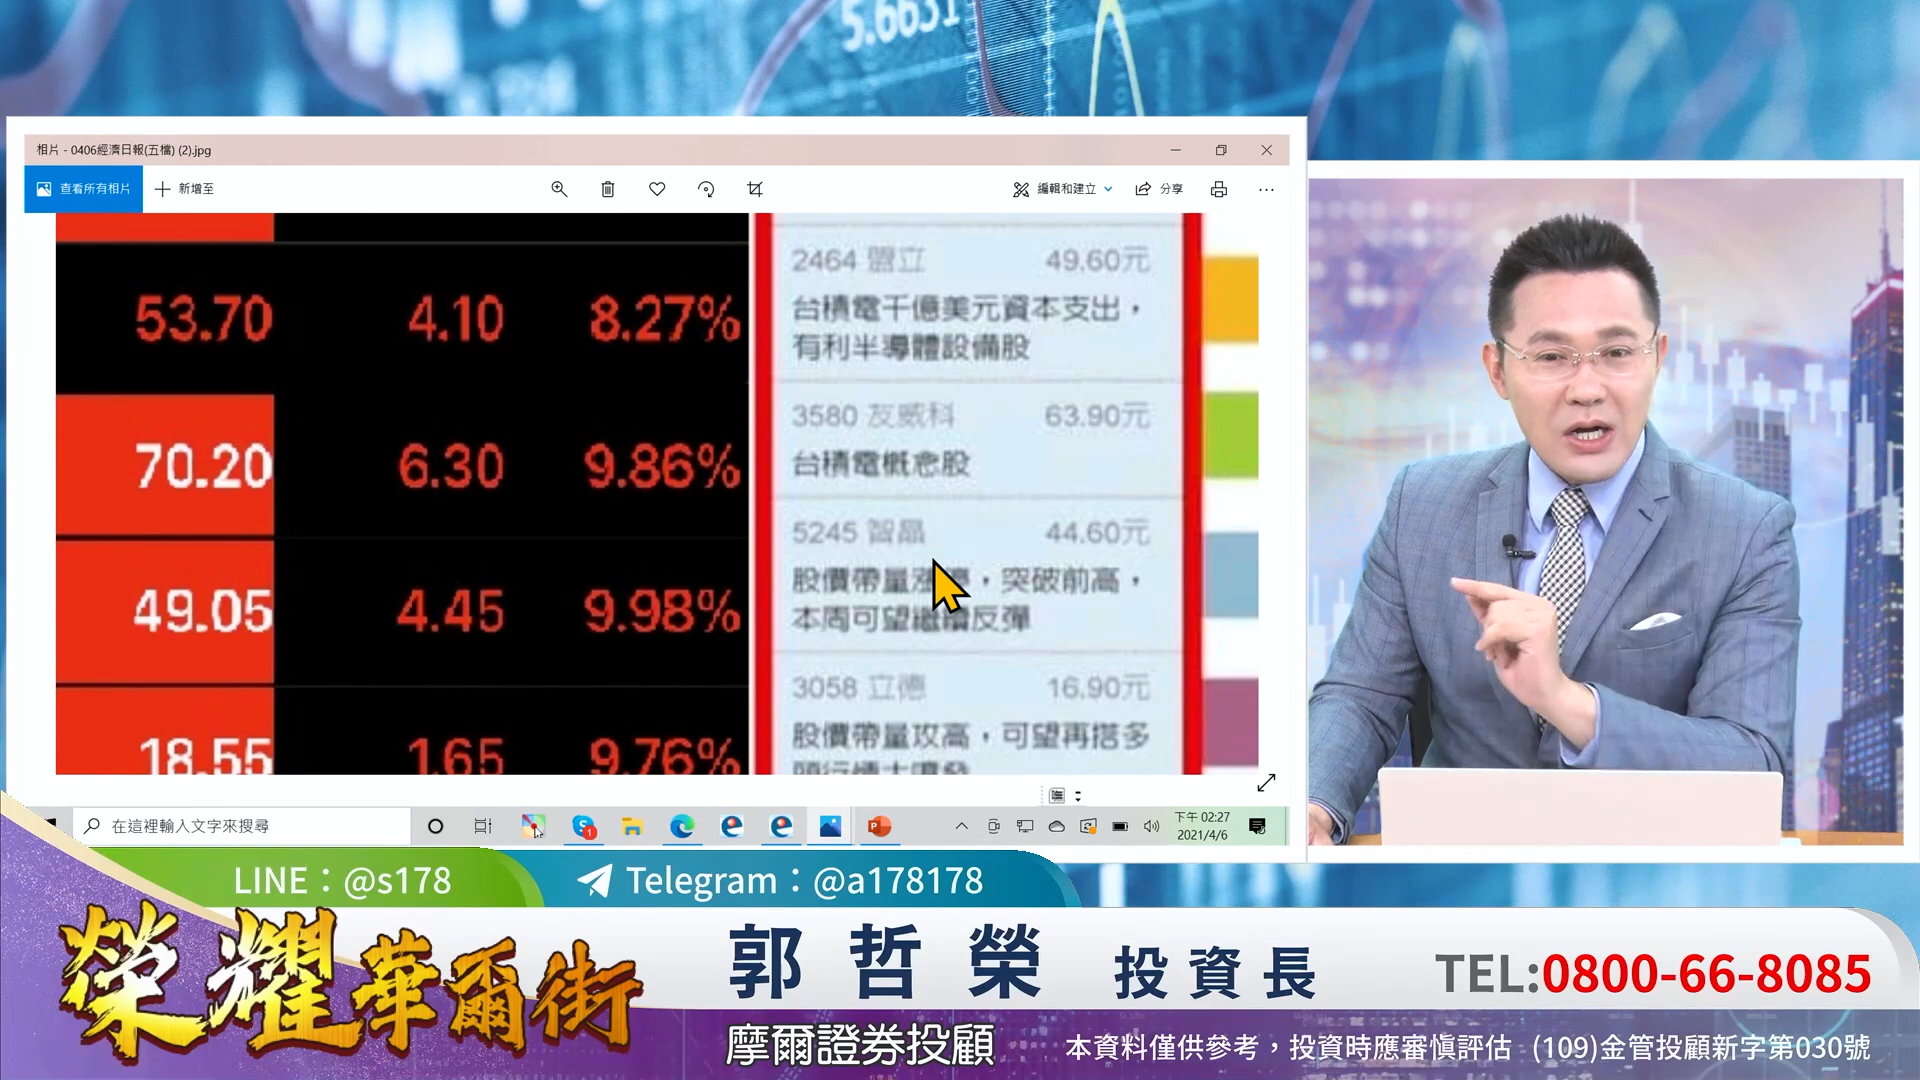 5.6631
相片 - 0406經濟日報(五檔) (2).jpg
查看所有相片
新增至
編輯和建立
分享
53.70 4.10 8.27%
70.20 6.30 9.86%
49.05 4.45 9.98%
18.55 1.65 9.76%
2464 盟立 49.60元
台積電千億美元資本支出，
有利半導體設備股
3580 友威科 63.90元
台積電概念股
5245 智晶 44.60元
股價帶量漲，突破前高，
本周可望繼續反彈
3058 立德 16.90元
股價帶量攻高，可望再搭多
在這裡輸入文字來搜尋
下午 02:27
2021/4/6
LINE：@s178
Telegram：@a178178
榮耀華爾街
郭哲榮 投資長
TEL:0800-66-8085
摩爾證券投顧
本資料僅供參考，投資時應審慎評估 (109)金管投顧新字第030號